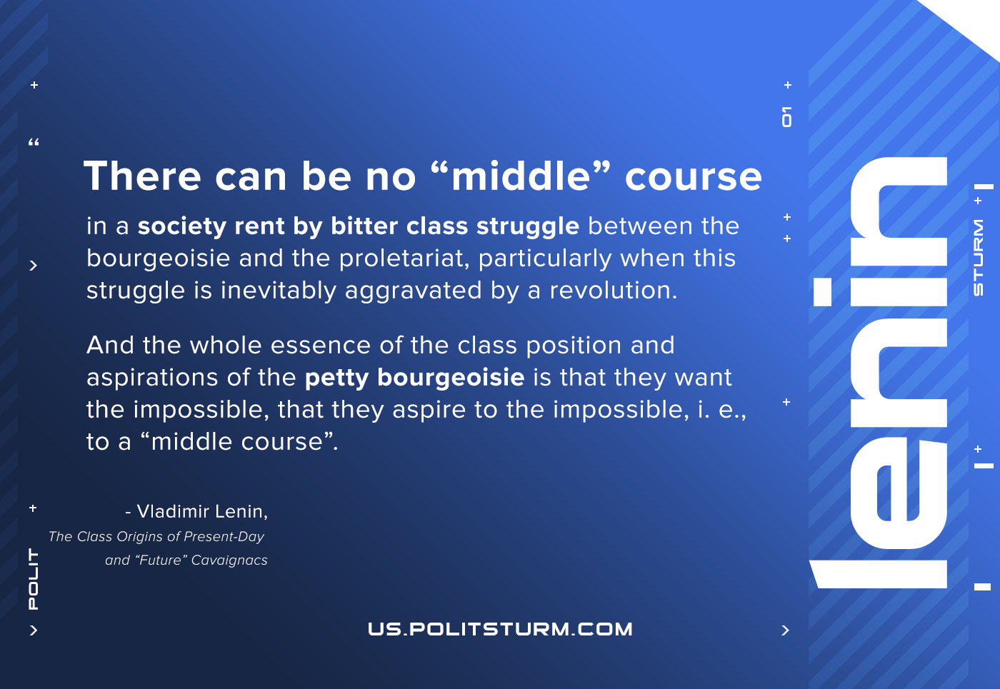 “
There can be no “middle” course
in a society rent by bitter class struggle between the
bourgeoisie and the proletariat, particularly when this
struggle is inevitably aggravated by a revolution.
And the whole essence of the class position and
aspirations of the petty bourgeoisie is that they want
the impossible, that they aspire to the impossible, i. e.,
to a “middle course”.
- Vladimir Lenin,
The Class Origins of Present-Day
and “Future” Cavaignacs
POLIT
US.POLITSTURM.COM
01
lenin
STURM